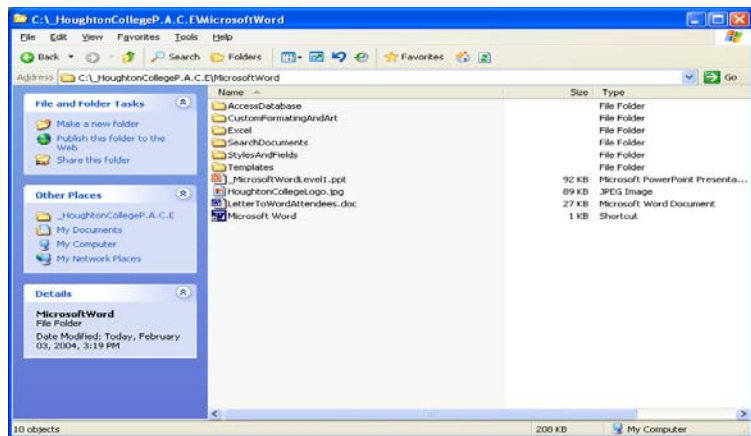 C:\_HoughtonCollegeP.A.C.E\MicrosoftWord
File Edit View Favorites Tools Help
Back Search Folders Favorites
Address C:\_HoughtonCollegeP.A.C.E\MicrosoftWord Go
File and Folder Tasks
Make a new folder
Publish this folder to the
Web
Share this folder
Other Places
_HoughtonCollegeP.A.C.E
My Documents
My Computer
My Network Places
Details
MicrosoftWord
File Folder
Date Modified: Today, February
03, 2004, 3:19 PM
Name Size Type
AccessDatabase File Folder
CustomFormatingAndArt File Folder
Excel File Folder
SearchDocuments File Folder
StylesAndFields File Folder
Templates File Folder
_MicrosoftWordLevel1.ppt 92 KB Microsoft PowerPoint Presenta...
HoughtonCollegeLogo.jpg 89 KB JPEG Image
LetterToWordAttendees.doc 27 KB Microsoft Word Document
Microsoft Word 1 KB Shortcut
10 objects 208 KB My Computer